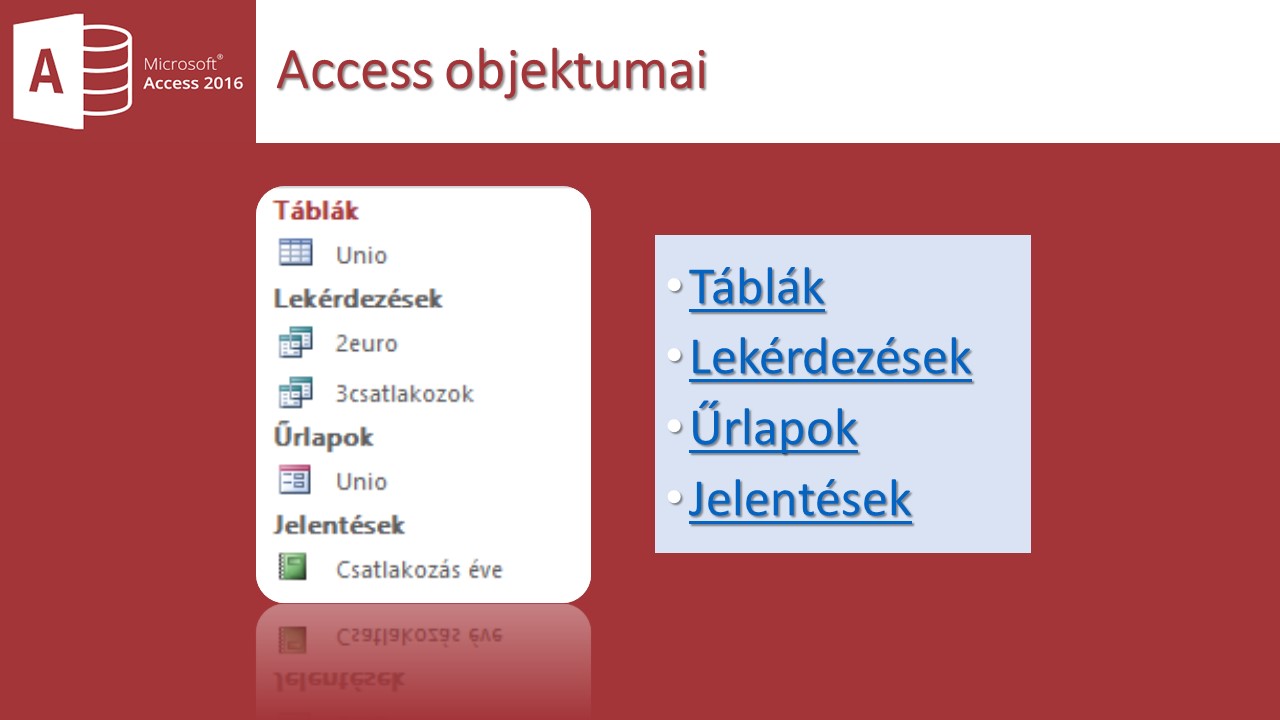 Microsoft®
Access 2016
Access objektumai
Táblák
Unio
Lekérdezések
2euro
3csatlakozok
Űrlapok
Unio
Jelentések
Csatlakozás éve
• Táblák
• Lekérdezések
• Űrlapok
• Jelentések